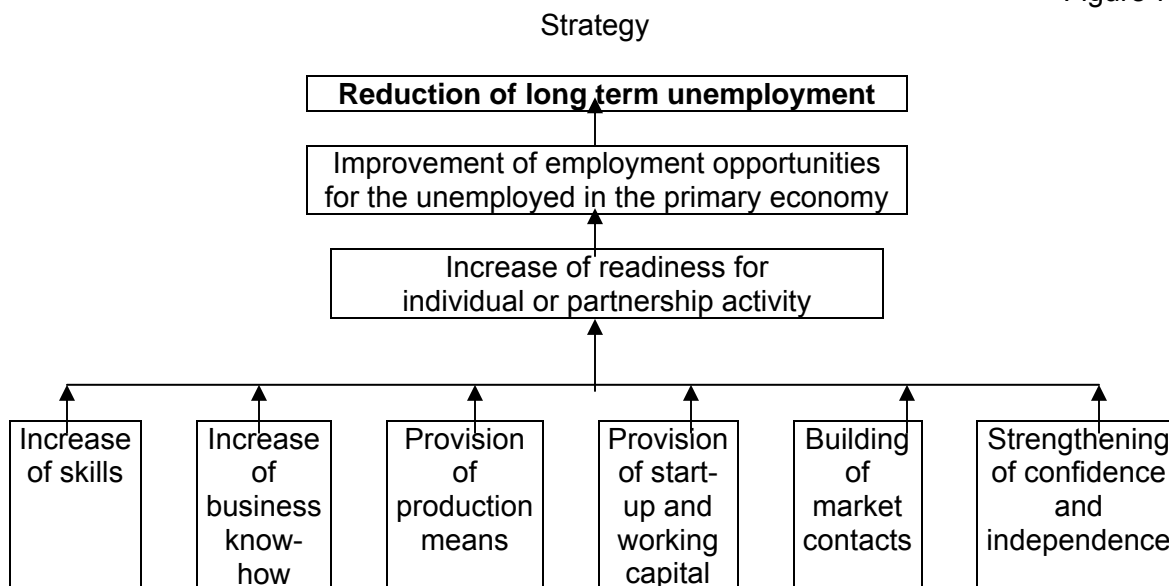 Figure
Strategy
Reduction of long term unemployment
Improvement of employment opportunities
for the unemployed in the primary economy
Increase of readiness for
individual or partnership activity
Increase
of skills
Increase
of
business
know-
how
Provision
of
production
means
Provision
of start-
up and
working
capital
Building
of
market
contacts
Strengthening
of confidence
and
independence